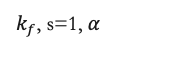 k_f, s=1, α